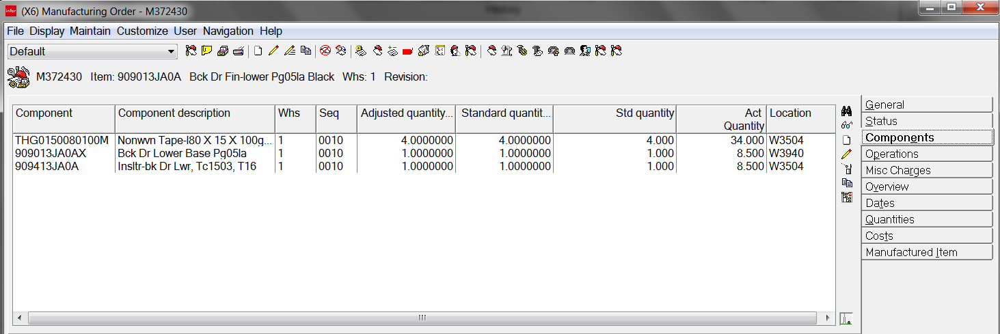 History
infor (X6) Manufacturing Order - M372430
File Display Maintain Customize User Navigation Help
Default
M372430 Item: 909013JA0A Bck Dr Fin-lower Pg05la Black Whs: 1 Revision:
Component Component description Whs Seq Adjusted quantity... Standard quantit... Std quantity Act Quantity Location
THG0150080100M Nonwn Tape-l80 X 15 X 100g... 1 0010 4.0000000 4.0000000 4.000 34.000 W3504
909013JA0AX Bck Dr Lower Base Pg05la 1 0010 1.0000000 1.0000000 1.000 8.500 W3940
909413JA0A Insltr-bk Dr Lwr, Tc1503, T16 1 0010 1.0000000 1.0000000 1.000 8.500 W3504
General
Status
Components
Operations
Misc Charges
Overview
Dates
Quantities
Costs
Manufactured Item